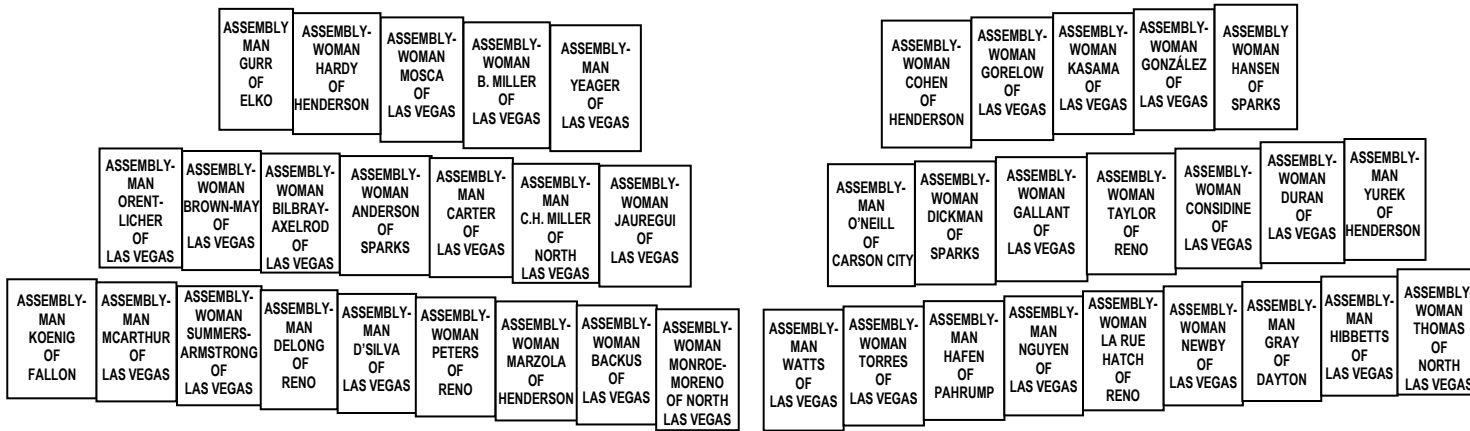 ASSEMBLY
MAN
GURR
OF
ELKO
ASSEMBLY-
WOMAN
HARDY
OF
HENDERSON
ASSEMBLY-
WOMAN
MOSCA
OF
LAS VEGAS
ASSEMBLY-
WOMAN
B. MILLER
OF
LAS VEGAS
ASSEMBLY-
MAN
YEAGER
OF
LAS VEGAS
ASSEMBLY-
WOMAN
COHEN
OF
HENDERSON
ASSEMBLY-
WOMAN
GORELOW
OF
LAS VEGAS
ASSEMBLY-
WOMAN
KASAMA
OF
LAS VEGAS
ASSEMBLY-
WOMAN
GONZÁLEZ
OF
LAS VEGAS
ASSEMBLY
WOMAN
HANSEN
OF
SPARKS
ASSEMBLY-
MAN
ORENT-
LICHER
OF
LAS VEGAS
ASSEMBLY-
WOMAN
BROWN-MAY
OF
LAS VEGAS
ASSEMBLY-
WOMAN
BILBRAY-
AXELROD
OF
LAS VEGAS
ASSEMBLY-
WOMAN
ANDERSON
OF
SPARKS
ASSEMBLY-
MAN
CARTER
OF
LAS VEGAS
ASSEMBLY-
MAN
C.H. MILLER
OF
NORTH
LAS VEGAS
ASSEMBLY-
WOMAN
JAUREGUI
OF
LAS VEGAS
ASSEMBLY-
MAN
O'NEILL
OF
CARSON CITY
ASSEMBLY-
WOMAN
DICKMAN
OF
SPARKS
ASSEMBLY-
WOMAN
GALLANT
OF
LAS VEGAS
ASSEMBLY-
WOMAN
TAYLOR
OF
RENO
ASSEMBLY-
WOMAN
CONSIDINE
OF
LAS VEGAS
ASSEMBLY-
WOMAN
DURAN
OF
LAS VEGAS
ASSEMBLY-
MAN
YUREK
OF
HENDERSON
ASSEMBLY-
MAN
KOENIG
OF
FALLON
ASSEMBLY-
MAN
MCARTHUR
OF
LAS VEGAS
ASSEMBLY-
WOMAN
SUMMERS-
ARMSTRONG
OF
LAS VEGAS
ASSEMBLY-
MAN
DELONG
OF
RENO
ASSEMBLY-
MAN
D'SILVA
OF
LAS VEGAS
ASSEMBLY-
WOMAN
PETERS
OF
RENO
ASSEMBLY-
WOMAN
MARZOLA
OF
HENDERSON
ASSEMBLY-
WOMAN
BACKUS
OF
LAS VEGAS
ASSEMBLY-
WOMAN
MONROE-
MORENO
OF NORTH
LAS VEGAS
ASSEMBLY-
MAN
WATTS
OF
LAS VEGAS
ASSEMBLY-
WOMAN
TORRES
OF
LAS VEGAS
ASSEMBLY-
MAN
HAFEN
OF
PAHRUMP
ASSEMBLY-
MAN
NGUYEN
OF
LAS VEGAS
ASSEMBLY-
WOMAN
LA RUE
HATCH
OF
RENO
ASSEMBLY-
WOMAN
NEWBY
OF
LAS VEGAS
ASSEMBLY-
MAN
GRAY
OF
DAYTON
ASSEMBLY-
MAN
HIBBETTS
OF
LAS VEGAS
ASSEMBLY
WOMAN
THOMAS
OF
NORTH
LAS VEGAS